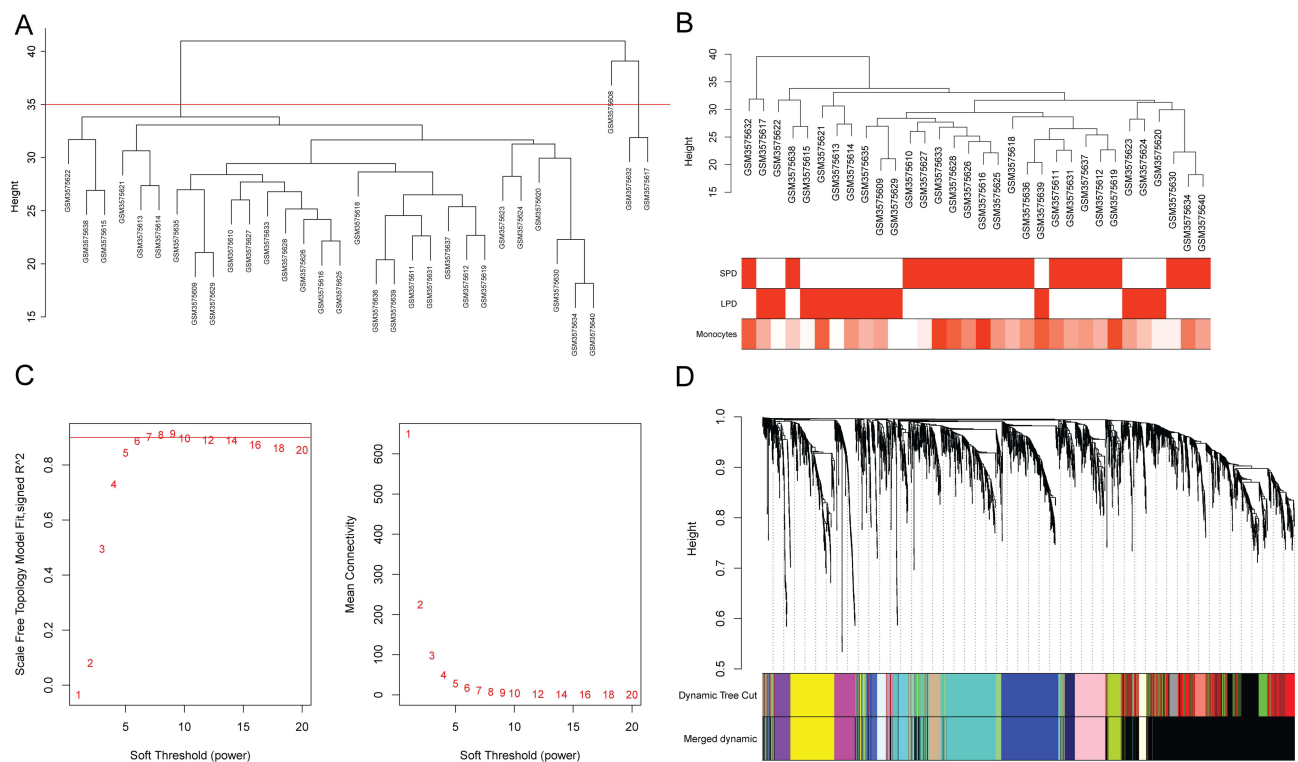 A
Height
40
35
30
25
20
15
GSM3575622
GSM3575638
GSM3575615
GSM3575621
GSM3575613
GSM3575614
GSM3575635
GSM3575609
GSM3575629
GSM3575610
GSM3575627
GSM3575633
GSM3575628
GSM3575626
GSM3575616
GSM3575625
GSM3575618
GSM3575636
GSM3575639
GSM3575611
GSM3575631
GSM3575637
GSM3575612
GSM3575619
GSM3575623
GSM3575624
GSM3575620
GSM3575630
GSM3575634
GSM3575640
GSM3575608
GSM3575632
GSM3575617
B
Height
40
35
30
25
20
15
GSM3575632
GSM3575617
GSM3575622
GSM3575638
GSM3575615
GSM3575621
GSM3575613
GSM3575614
GSM3575635
GSM3575609
GSM3575629
GSM3575610
GSM3575627
GSM3575633
GSM3575628
GSM3575626
GSM3575616
GSM3575625
GSM3575618
GSM3575636
GSM3575639
GSM3575611
GSM3575631
GSM3575637
GSM3575612
GSM3575619
GSM3575623
GSM3575624
GSM3575620
GSM3575630
GSM3575634
GSM3575640
SPD
LPD
Monocytes
C
Scale Free Topology Model Fit,signed R^2
0.8
0.6
0.4
0.2
0.0
1
2
3
4
5
6
7
8
9
10
12
14
16
18
20
5
10
15
20
Soft Threshold (power)
Mean Connectivity
600
500
400
300
200
100
0
1
2
3
4
5
6
7
8
9
10
12
14
16
18
20
5
10
15
20
Soft Threshold (power)
D
Height
1.0
0.9
0.8
0.7
0.6
0.5
Dynamic Tree Cut
Merged dynamic